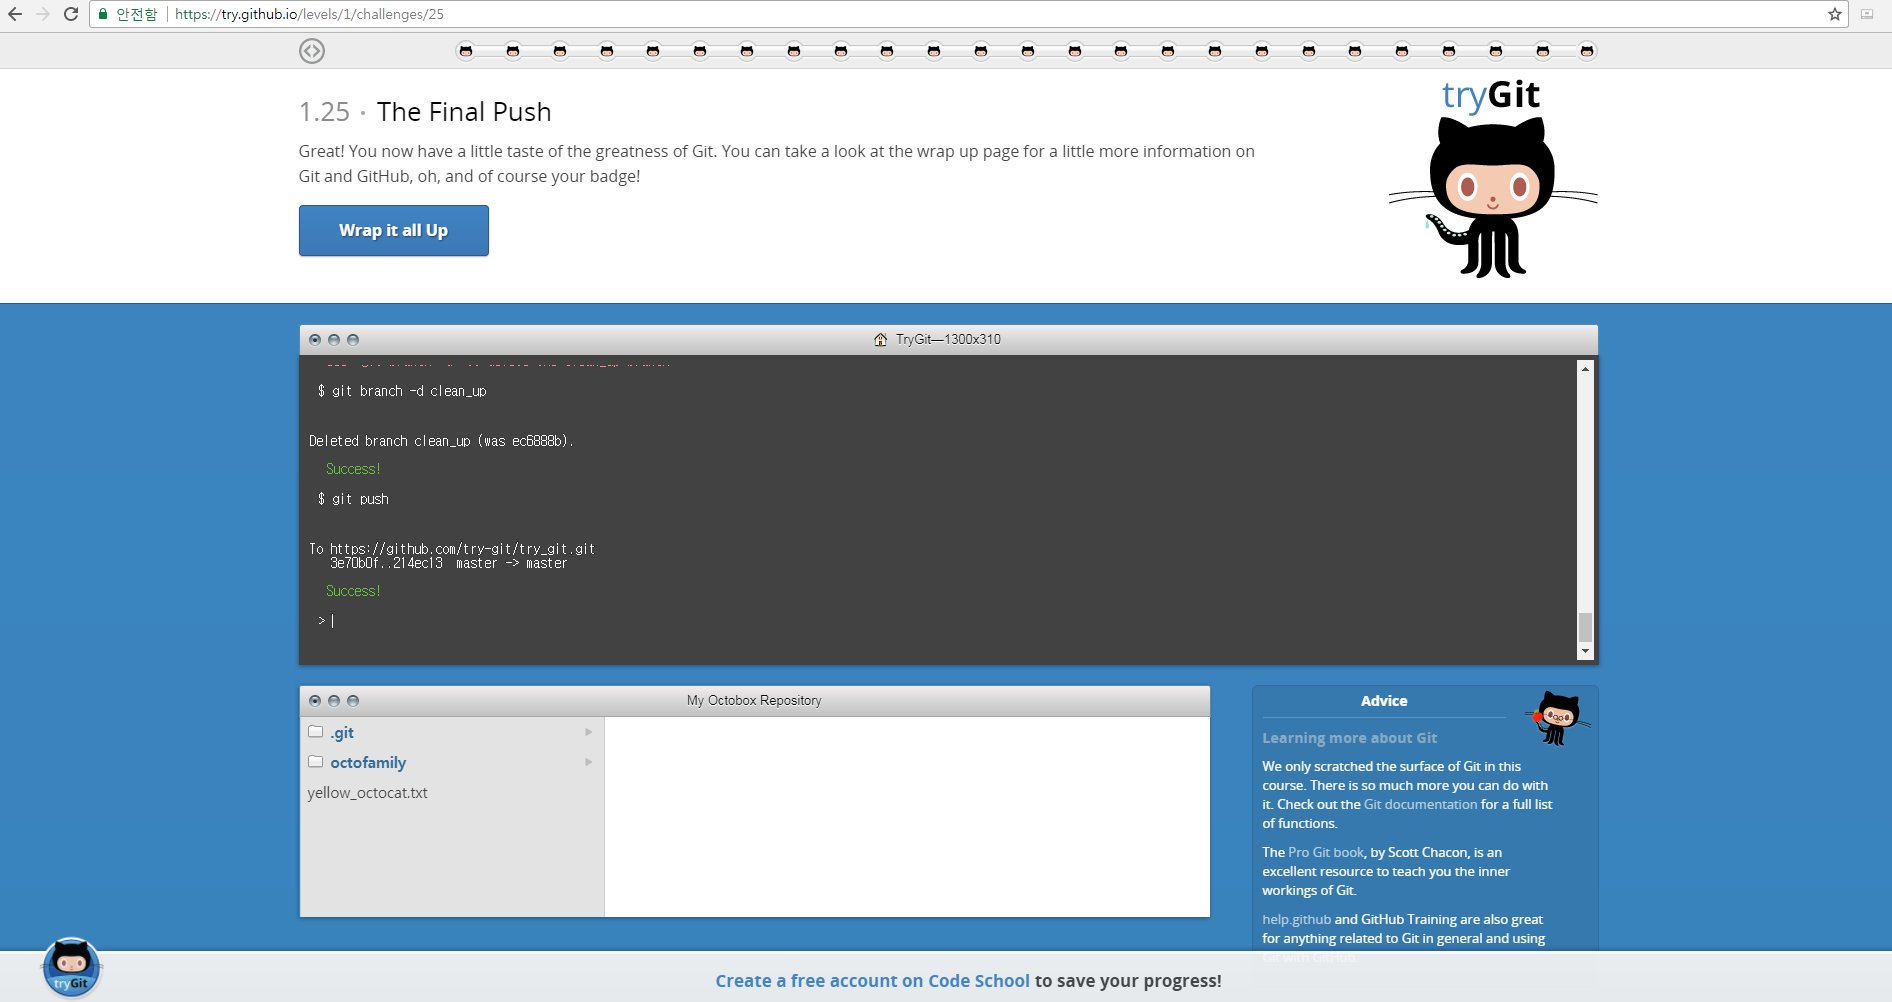 안전함 | https://try.github.io/levels/1/challenges/25
tryGit
1.25 · The Final Push
Great! You now have a little taste of the greatness of Git. You can take a look at the wrap up page for a little more information on
Git and GitHub, oh, and of course your badge!
Wrap it all Up
TryGit—1300x310
$ git branch -d clean_up
Deleted branch clean_up (was ec6888b).
Success!
$ git push
To https://github.com/try-git/try_git.git
3e70b0f..214ec13  master -> master
Success!
>
My Octobox Repository
.git
octofamily
yellow_octocat.txt
Advice
Learning more about Git
We only scratched the surface of Git in this
course. There is so much more you can do with
it. Check out the Git documentation for a full list
of functions.
The Pro Git book, by Scott Chacon, is an
excellent resource to teach you the inner
workings of Git.
help.github and GitHub Training are also great
for anything related to Git in general and using
Git with GitHub.
tryGit
Create a free account on Code School to save your progress!